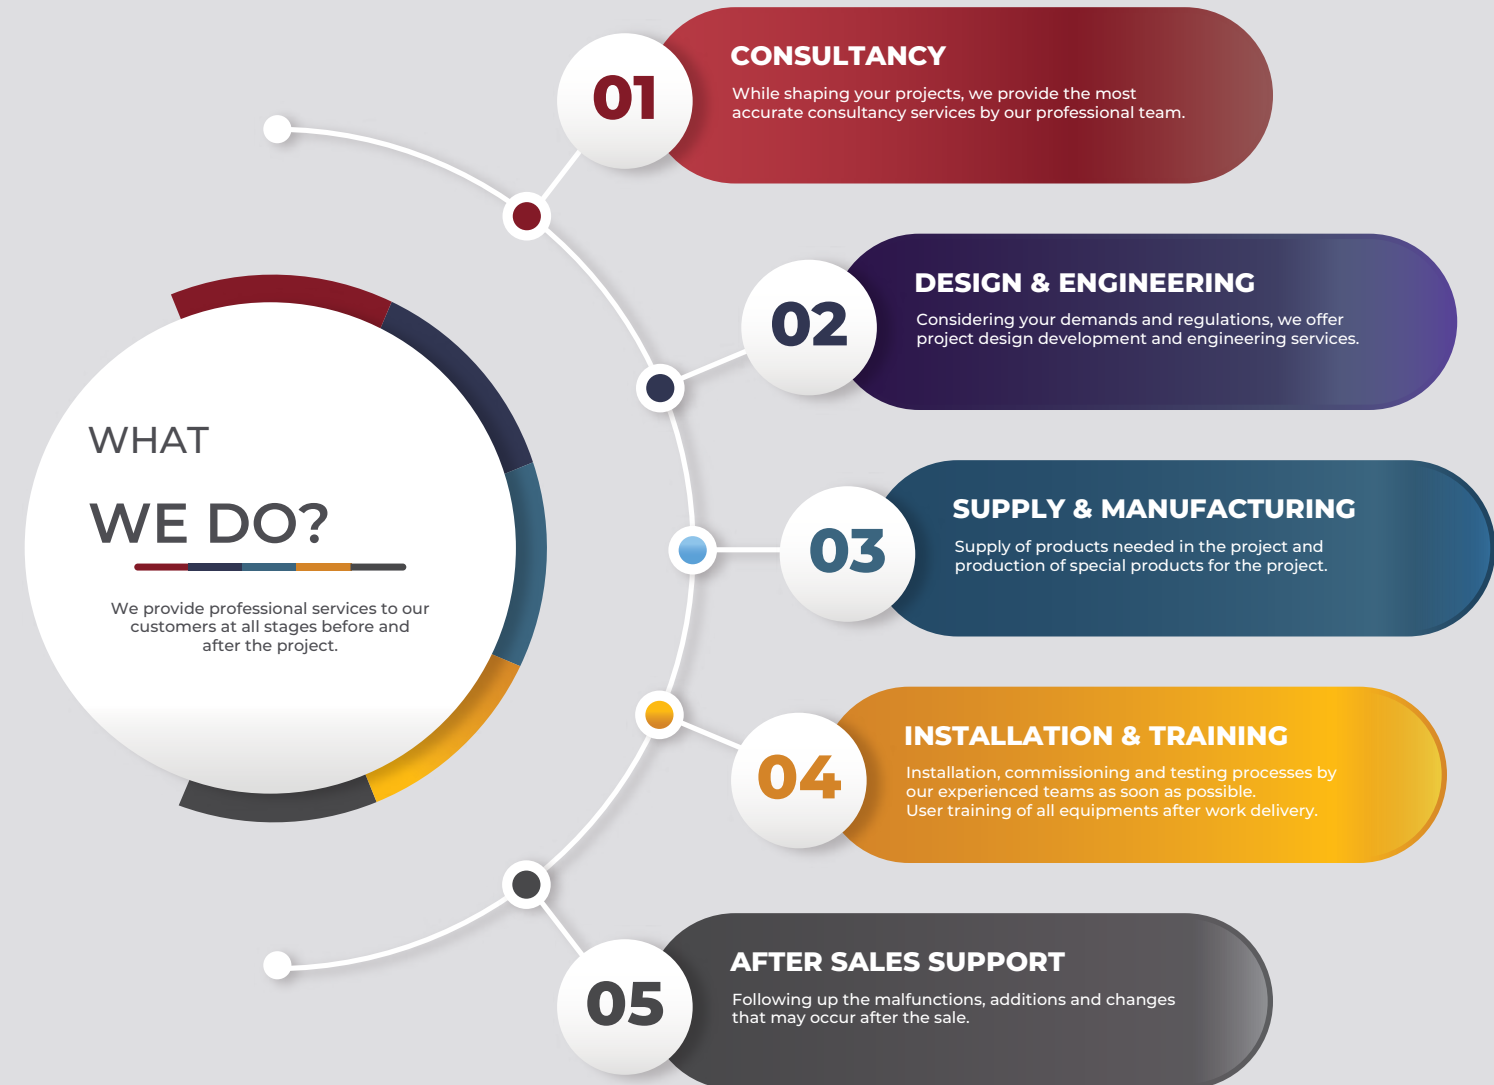 WHAT
WE DO?
We provide professional services to our
customers at all stages before and
after the project.
01
CONSULTANCY
While shaping your projects, we provide the most
accurate consultancy services by our professional team.
02
DESIGN & ENGINEERING
Considering your demands and regulations, we offer
project design development and engineering services.
03
SUPPLY & MANUFACTURING
Supply of products needed in the project and
production of special products for the project.
04
INSTALLATION & TRAINING
Installation, commissioning and testing processes by
our experienced teams as soon as possible.
User training of all equipments after work delivery.
05
AFTER SALES SUPPORT
Following up the malfunctions, additions and changes
that may occur after the sale.